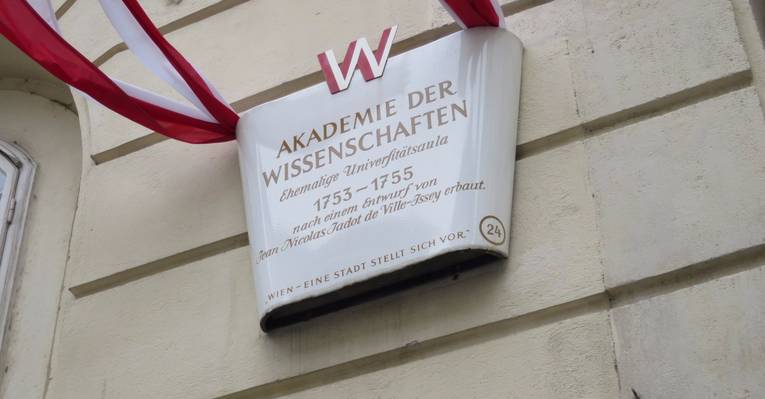 W
AKADEMIE DER
WISSENSCHAFTEN
Ehemalige Universitätsaula
1753–1755
nach einem Entwurf von
Jean Nicolas Jadot de Ville-Issey erbaut.
24
„WIEN – EINE STADT STELLT SICH VOR.“